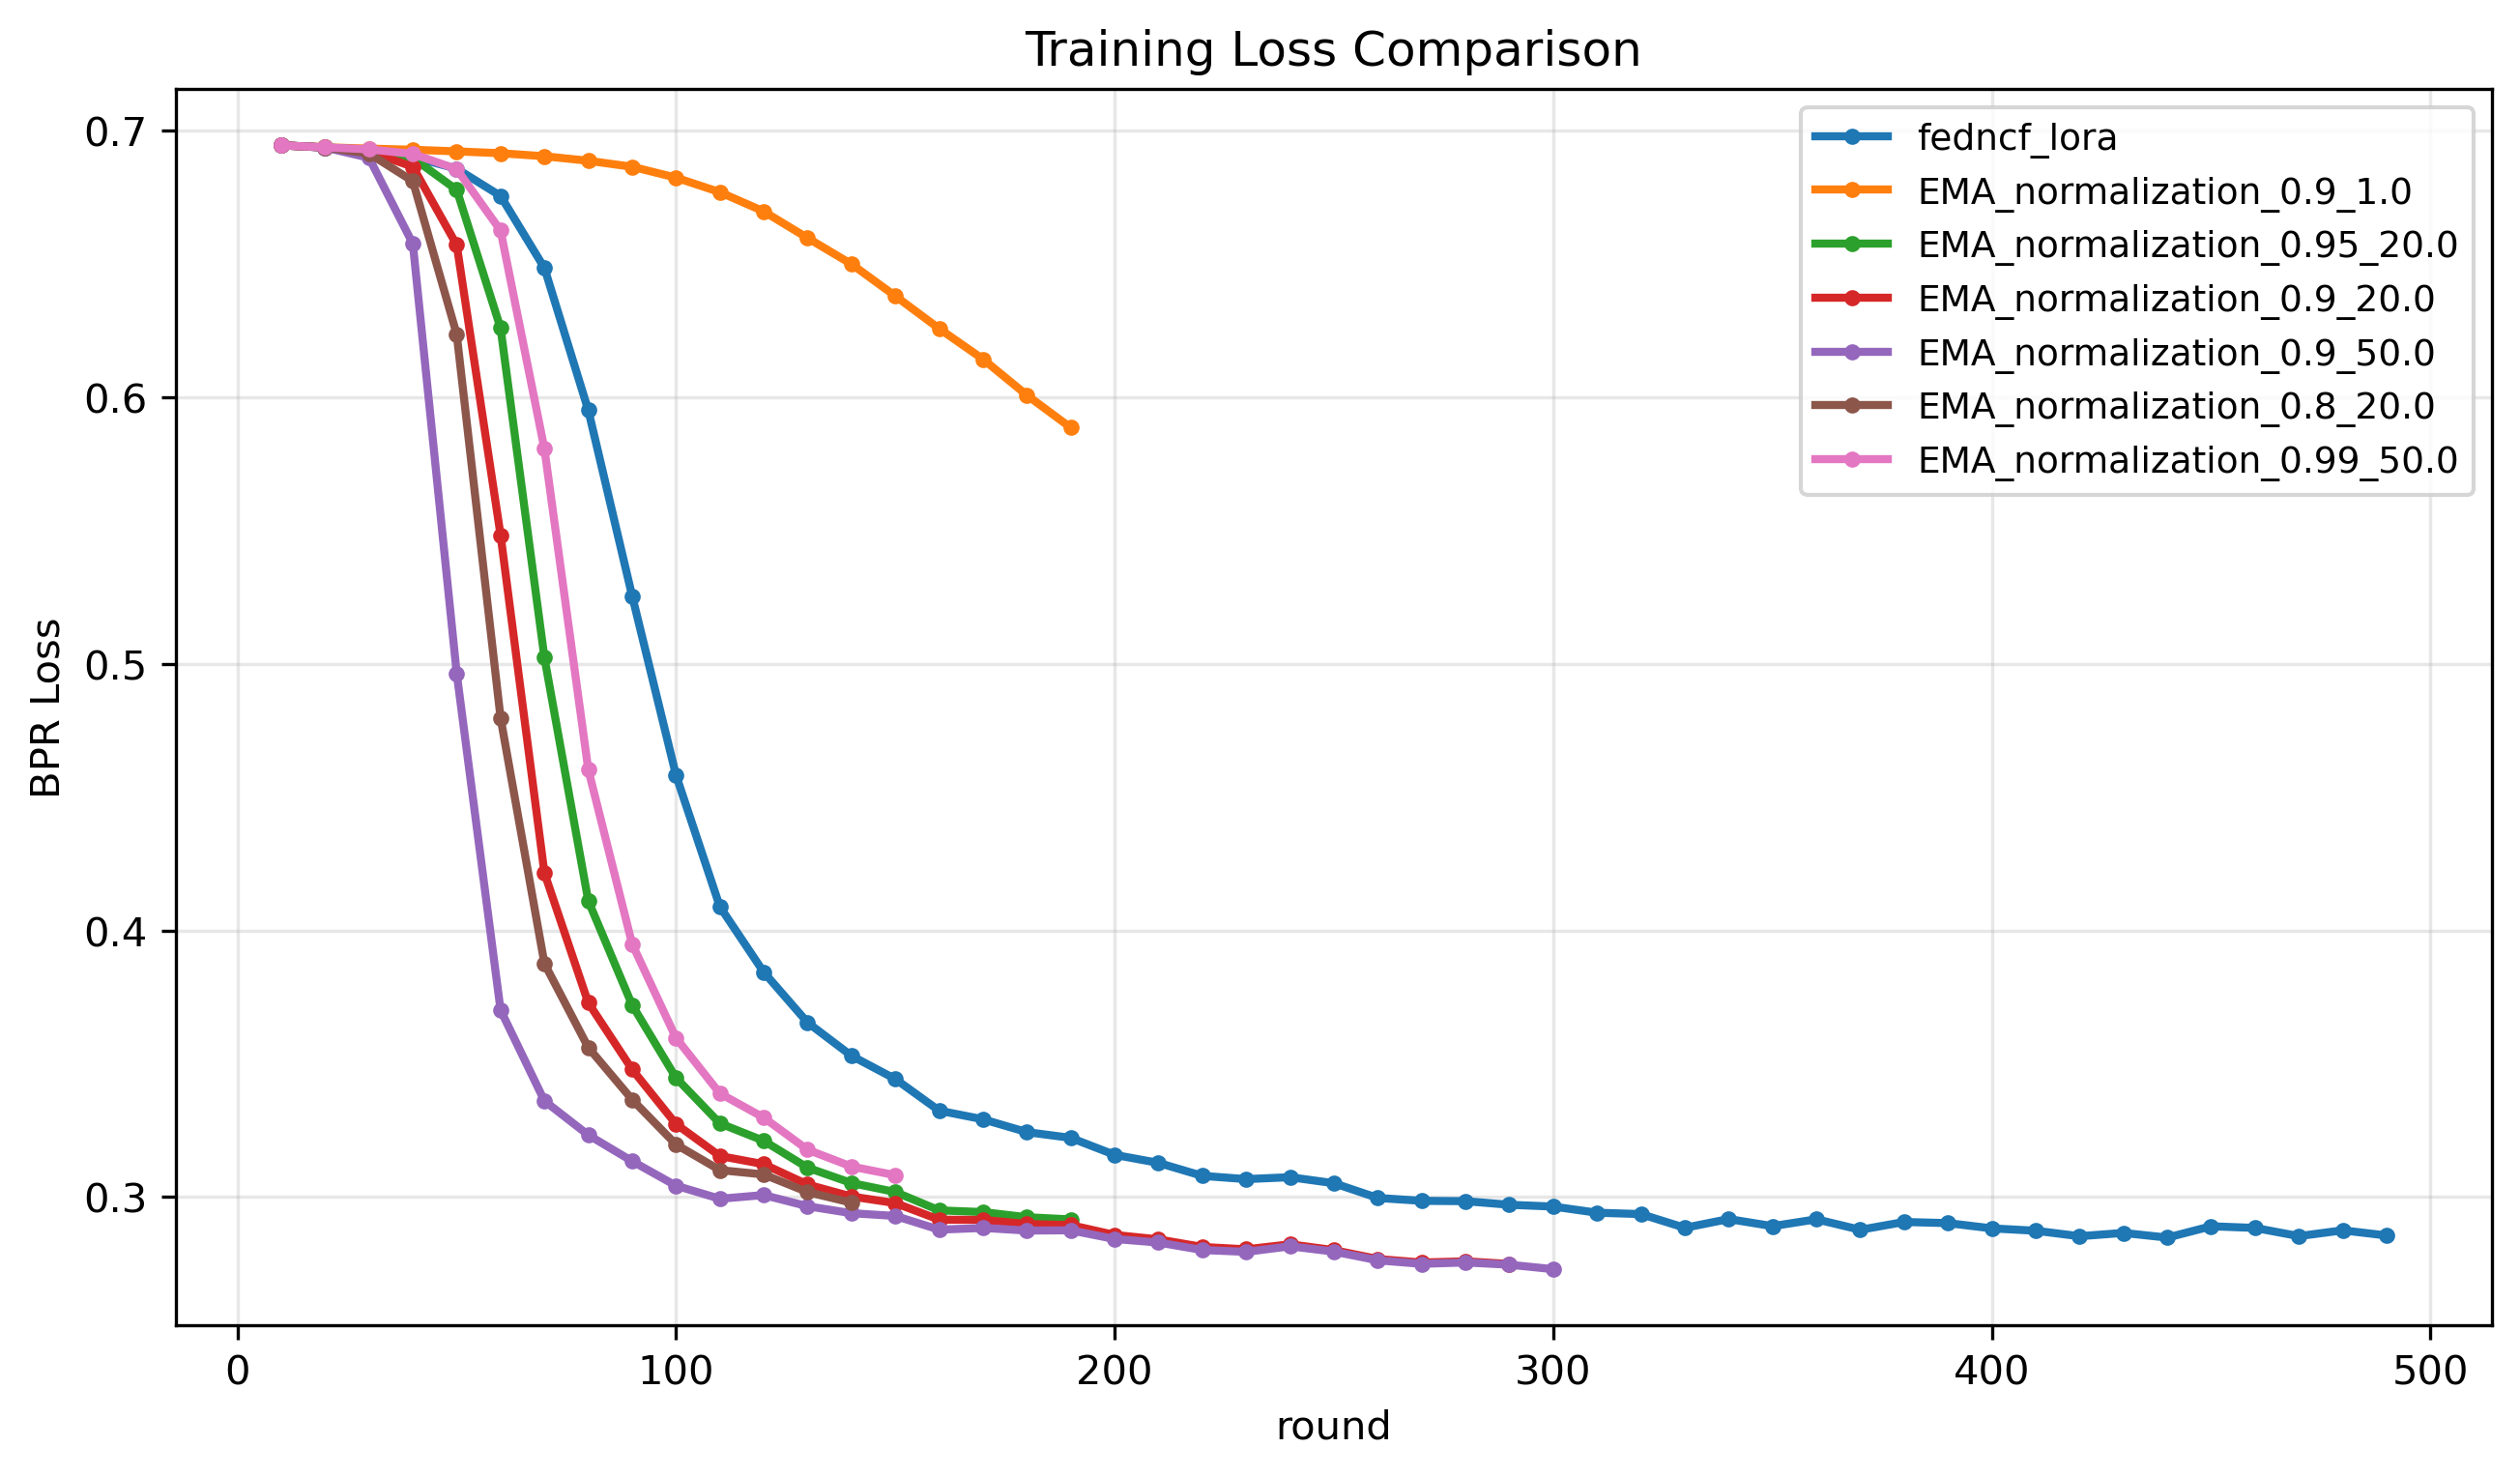 Training Loss Comparison
fedncf_lora
EMA_normalization_0.9_1.0
EMA_normalization_0.95_20.0
EMA_normalization_0.9_20.0
EMA_normalization_0.9_50.0
EMA_normalization_0.8_20.0
EMA_normalization_0.99_50.0
BPR Loss
0.7
0.6
0.5
0.4
0.3
0 100 200 300 400 500
round